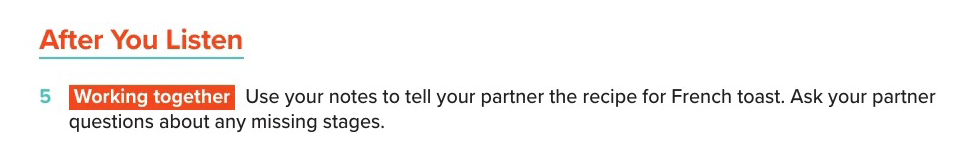 After You Listen
5 Working together Use your notes to tell your partner the recipe for French toast. Ask your partner
questions about any missing stages.